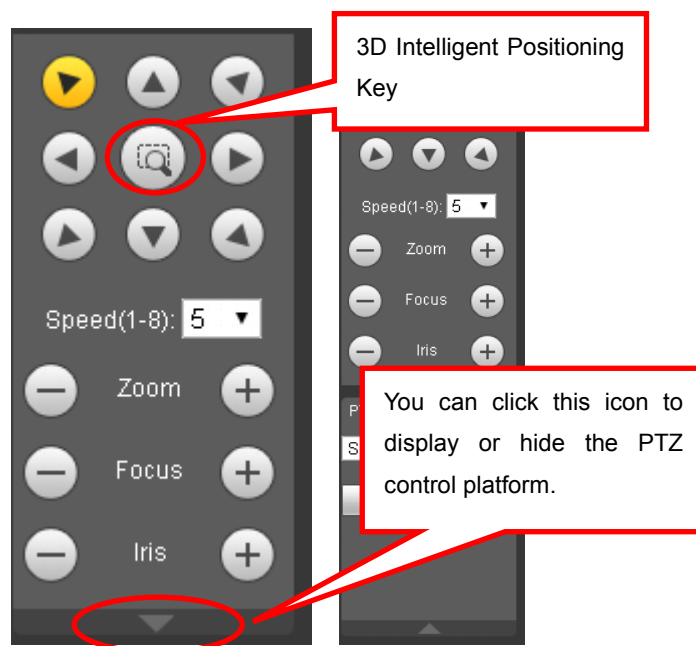 3D Intelligent Positioning
Key
Speed(1-8): 5
Zoom
Focus
Iris
Speed(1-8): 5
Zoom
Focus
Iris
You can click this icon to
display or hide the PTZ
control platform.